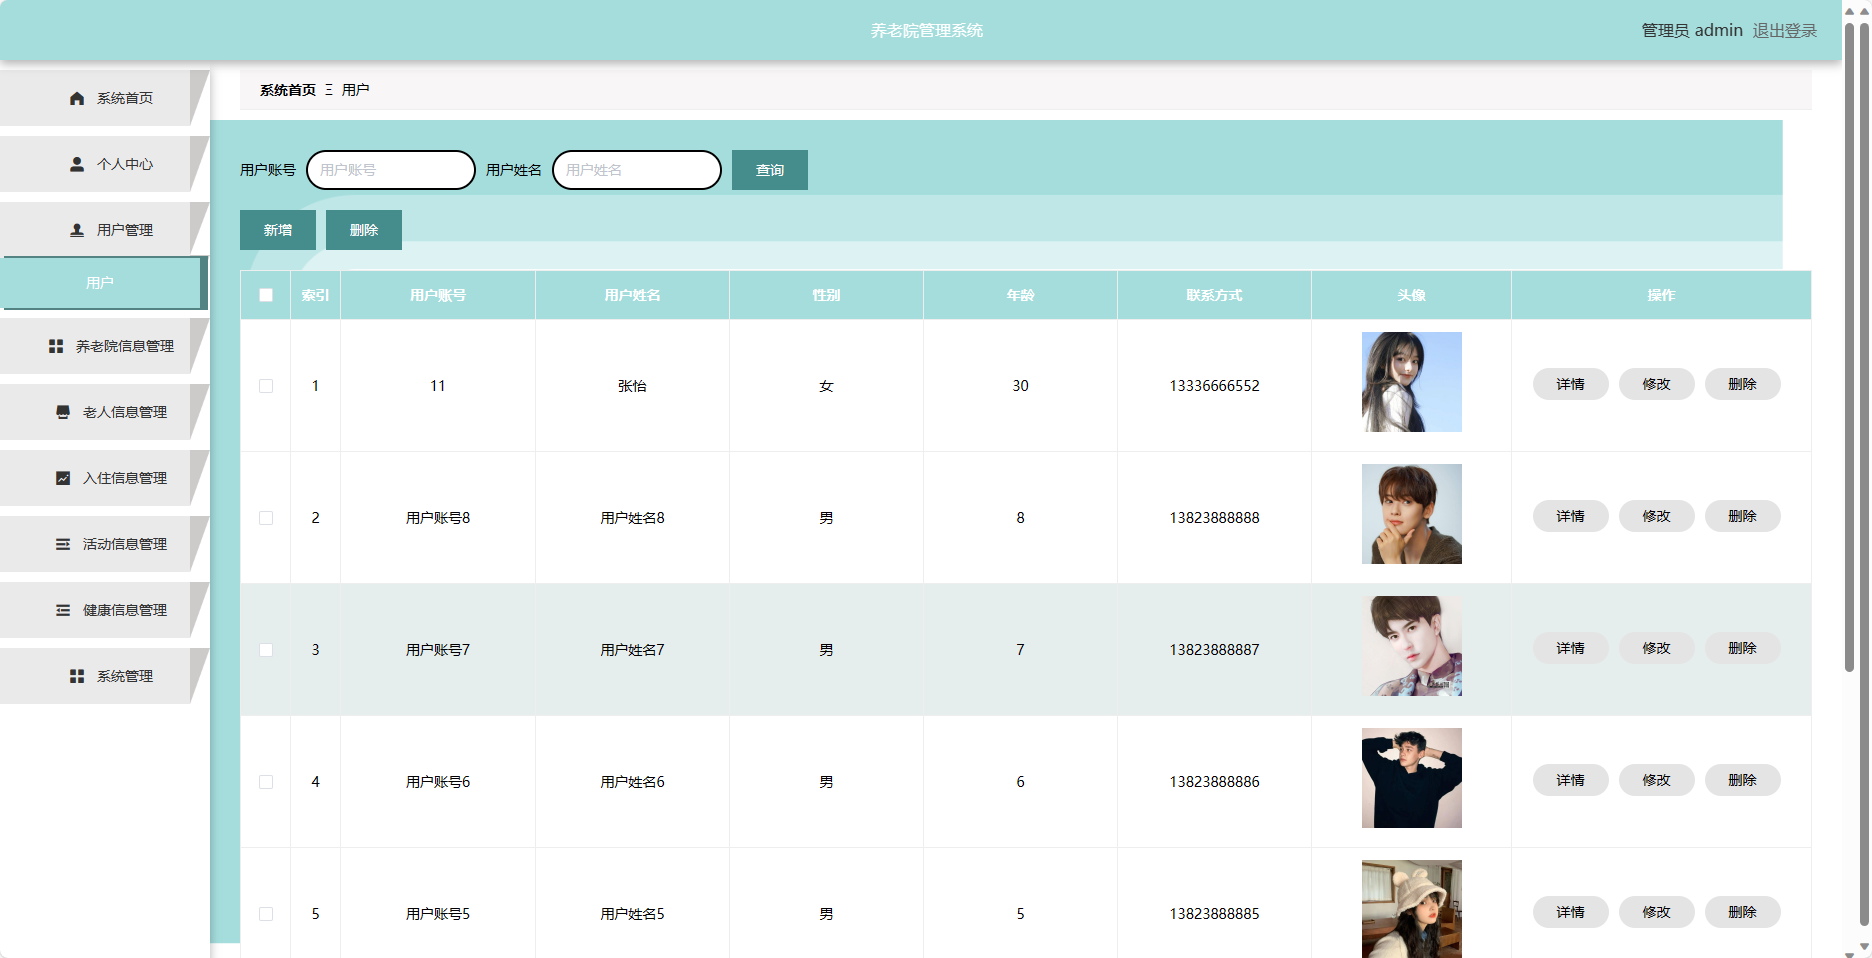 养老院管理系统
管理员 admin 退出登录
系统首页
个人中心
用户管理
用户
养老院信息管理
老人信息管理
入住信息管理
活动信息管理
健康信息管理
系统管理
系统首页 Ξ 用户
用户账号 用户账号 用户姓名 用户姓名 查询
新增 删除
索引 用户账号 用户姓名 性别 年龄 联系方式 头像 操作
1 11 张怡 女 30 13336666552 详情 修改 删除
2 用户账号8 用户姓名8 男 8 13823888888 详情 修改 删除
3 用户账号7 用户姓名7 男 7 13823888887 详情 修改 删除
4 用户账号6 用户姓名6 男 6 13823888886 详情 修改 删除
5 用户账号5 用户姓名5 男 5 13823888885 详情 修改 删除